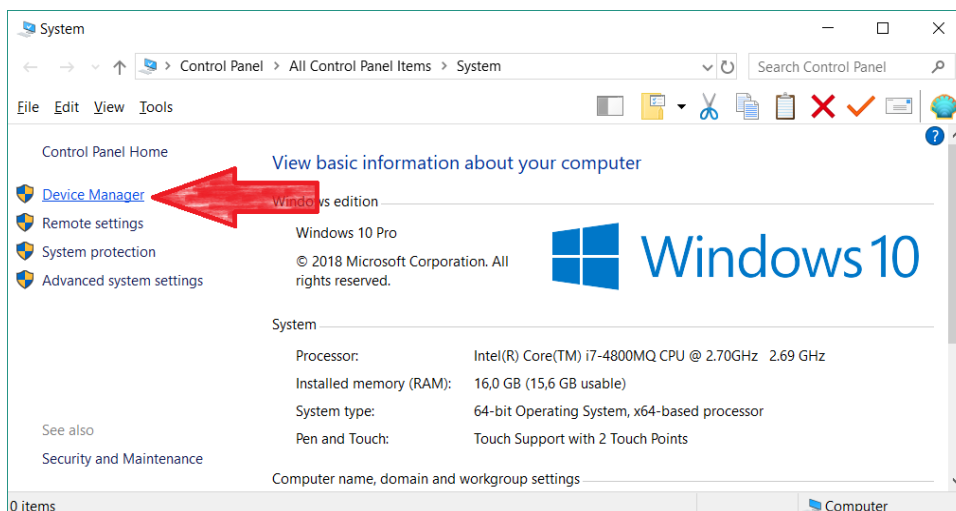 System
Control Panel > All Control Panel Items > System
Search Control Panel
File Edit View Tools
Control Panel Home
Device Manager
Remote settings
System protection
Advanced system settings
See also
Security and Maintenance
View basic information about your computer
Windows edition
Windows 10 Pro
© 2018 Microsoft Corporation. All
rights reserved.
Windows 10
System
Processor: Intel(R) Core(TM) i7-4800MQ CPU @ 2.70GHz 2.69 GHz
Installed memory (RAM): 16,0 GB (15,6 GB usable)
System type: 64-bit Operating System, x64-based processor
Pen and Touch: Touch Support with 2 Touch Points
Computer name, domain and workgroup settings
0 items
Computer